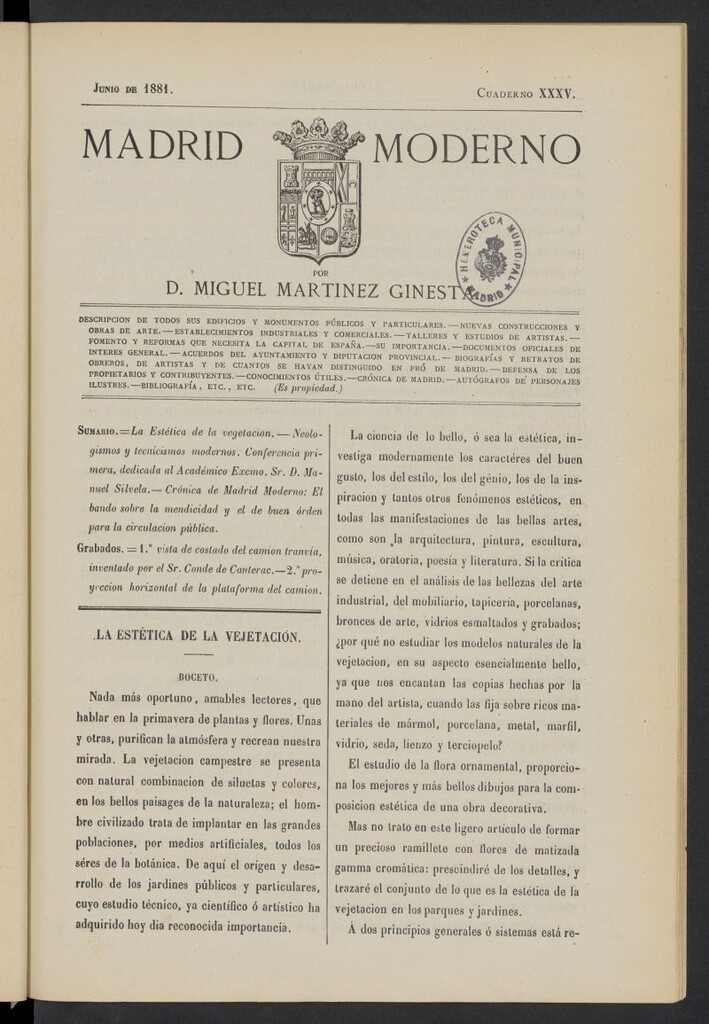 JUNIO DE 1881.
CUADERNO XXXV.
MADRID MODERNO
POR
D. MIGUEL MARTINEZ GINEST
HEMEROTECA MUNICIPAL
★ MADRID ★
DESCRIPCION DE TODOS SUS EDIFICIOS Y MONUMENTOS PÚBLICOS Y PARTICULARES.—NUEVAS CONSTRUCCIONES Y
OBRAS DE ARTE.—ESTABLECIMIENTOS INDUSTRIALES Y COMERCIALES.—TALLERES Y ESTUDIOS DE ARTISTAS.—
FOMENTO Y REFORMAS QUE NECESITA LA CAPITAL DE ESPAÑA.—SU IMPORTANCIA.—DOCUMENTOS OFICIALES DE
INTERES GENERAL.—ACUERDOS DEL AYUNTAMIENTO Y DIPUTACION PROVINCIAL.—BIOGRAFÍAS Y RETRATOS DE
OBREROS, DE ARTISTAS Y DE CUANTOS SE HAYAN DISTINGUIDO EN PRÓ DE MADRID.—DEFENSA DE LOS
PROPIETARIOS Y CONTRIBUYENTES.—CONOCIMIENTOS ÚTILES.—CRÓNICA DE MADRID.—AUTÓGRAFOS DE PERSONAJES
ILUSTRES.—BIBLIOGRAFÍA, ETC., ETC. (Es propiedad.)
SUMARIO.=La Estética de la vegetacion.—Neolo-
gismos y tecnicismos modernos. Conferencia pri-
mera, dedicada al Académico Excmo. Sr. D. Ma-
nuel Silvela.—Crónica de Madrid Moderno: El
bando sobre la mendicidad y el de buen órden
para la circulacion pública.
Grabados.=1.ª vista de costado del camion tranvía,
inventado por el Sr. Conde de Canterac.—2.ª pro-
yeccion horizontal de la plataforma del camion.
LA ESTÉTICA DE LA VEJETACIÓN.
BOCETO.
Nada más oportuno, amables lectores, que
hablar en la primavera de plantas y flores. Unas
y otras, purifican la atmósfera y recrean nuestra
mirada. La vejetacion campestre se presenta
con natural combinacion de siluetas y colores,
en los bellos paisages de la naturaleza; el hom-
bre civilizado trata de implantar en las grandes
poblaciones, por medios artificiales, todos los
séres de la botánica. De aquí el orígen y desa-
rrollo de los jardines públicos y particulares,
cuyo estudio técnico, ya científico ó artístico ha
adquirido hoy dia reconocida importancia.
La ciencia de lo bello, ó sea la estética, in-
vestiga modernamente los caractéres del buen
gusto, los del estílo, los del génio, los de la ins-
piracion y tantos otros fenómenos estéticos, en
todas las manifestaciones de las bellas artes,
como son la arquitectura, pintura, escultura,
música, oratoria, poesía y literatura. Si la crítica
se detiene en el análisis de las bellezas del arte
industrial, del mobiliario, tapicería, porcelanas,
bronces de arte, vidrios esmaltados y grabados;
¿por qué no estudiar los modelos naturales de la
vejetacion, en su aspecto esencialmente bello,
ya que nos encantan las copias hechas por la
mano del artista, cuando las fija sobre ricos ma-
teriales de mármol, porcelana, metal, marfil,
vidrio, seda, lienzo y terciopelo?
El estudio de la flora ornamental, proporcio-
na los mejores y más bellos dibujos para la com-
posicion estética de una obra decorativa.
Mas no trato en este ligero artículo de formar
un precioso ramillete con flores de matizada
gamma cromática: prescindiré de los detalles, y
trazaré el conjunto de lo que es la estética de la
vejetacion en los parques y jardines.
Á dos principios generales ó sistemas está re-